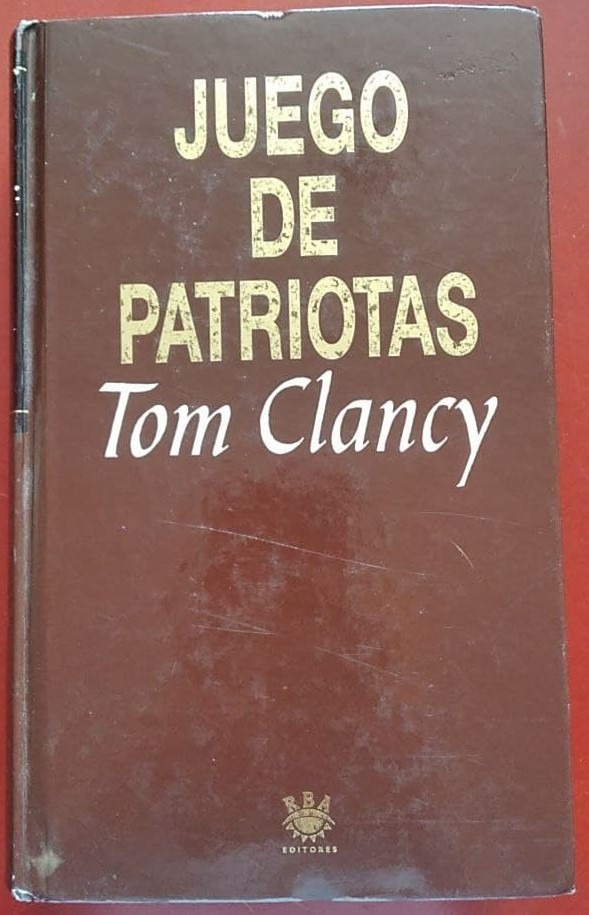 JUEGO
DE
PATRIOTAS
Tom Clancy
RBA
EDITORES